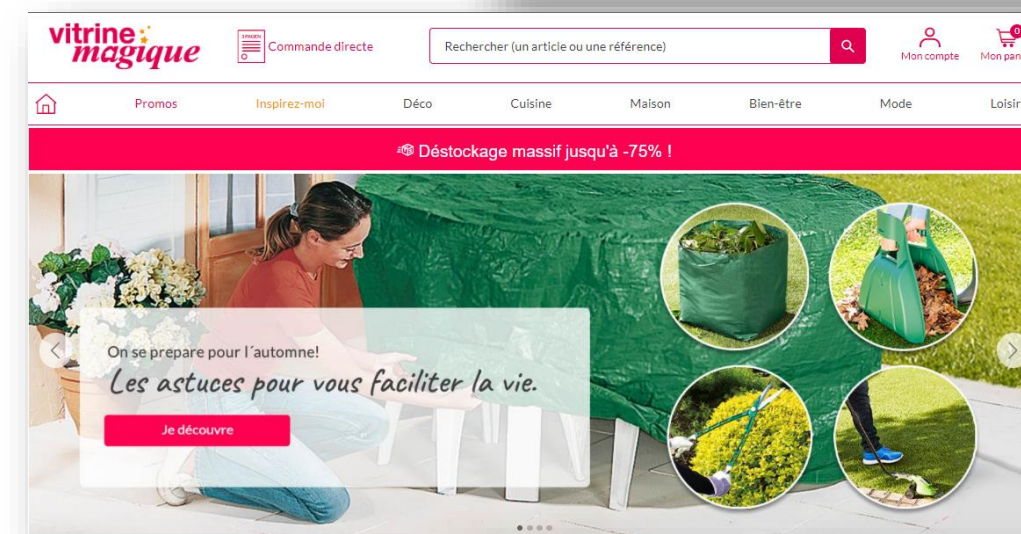 vitrine
magique
Commande directe
Rechercher (un article ou une référence)
Mon compte
0
Mon pan
Promos
Inspirez-moi
Déco
Cuisine
Maison
Bien-être
Mode
Loisir
Déstockage massif jusqu'à -75% !
On se prepare pour l´automne!
Les astuces pour vous faciliter la vie.
Je découvre